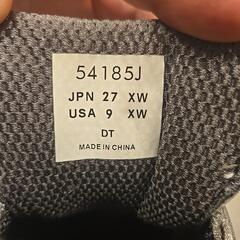 54185J
JPN 27 XW
USA 9 XW
DT
MADE IN CHINA